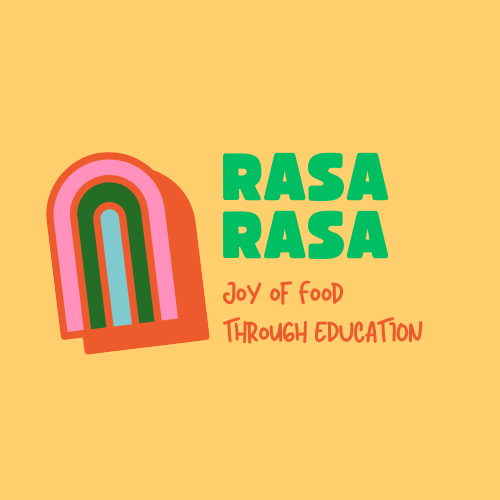 RASA
RASA
JOY OF FOOD
THROUGH EDUCATION